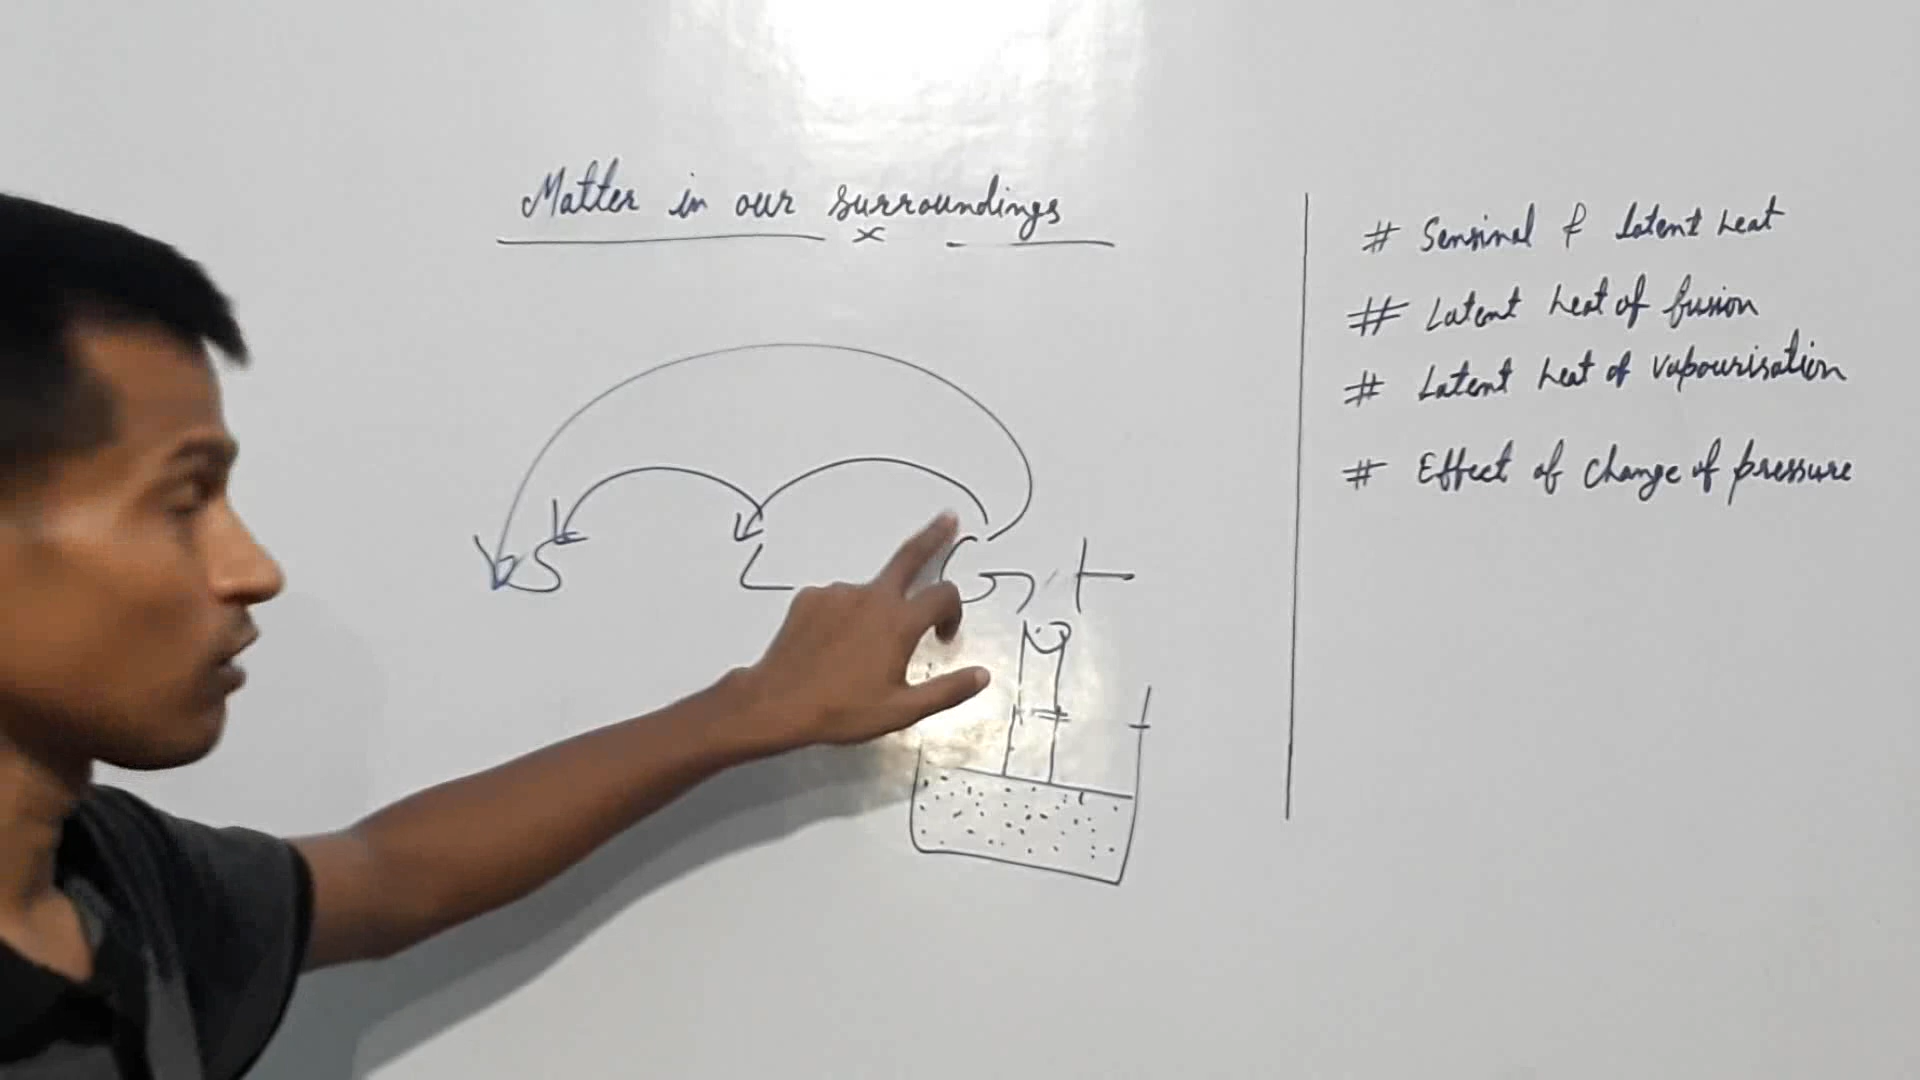 Matter in our surroundings
# Sensinal & Latent heat
# Latent heat of fusion
# Latent heat of vapourisation
# Effect of change of pressure
S L G